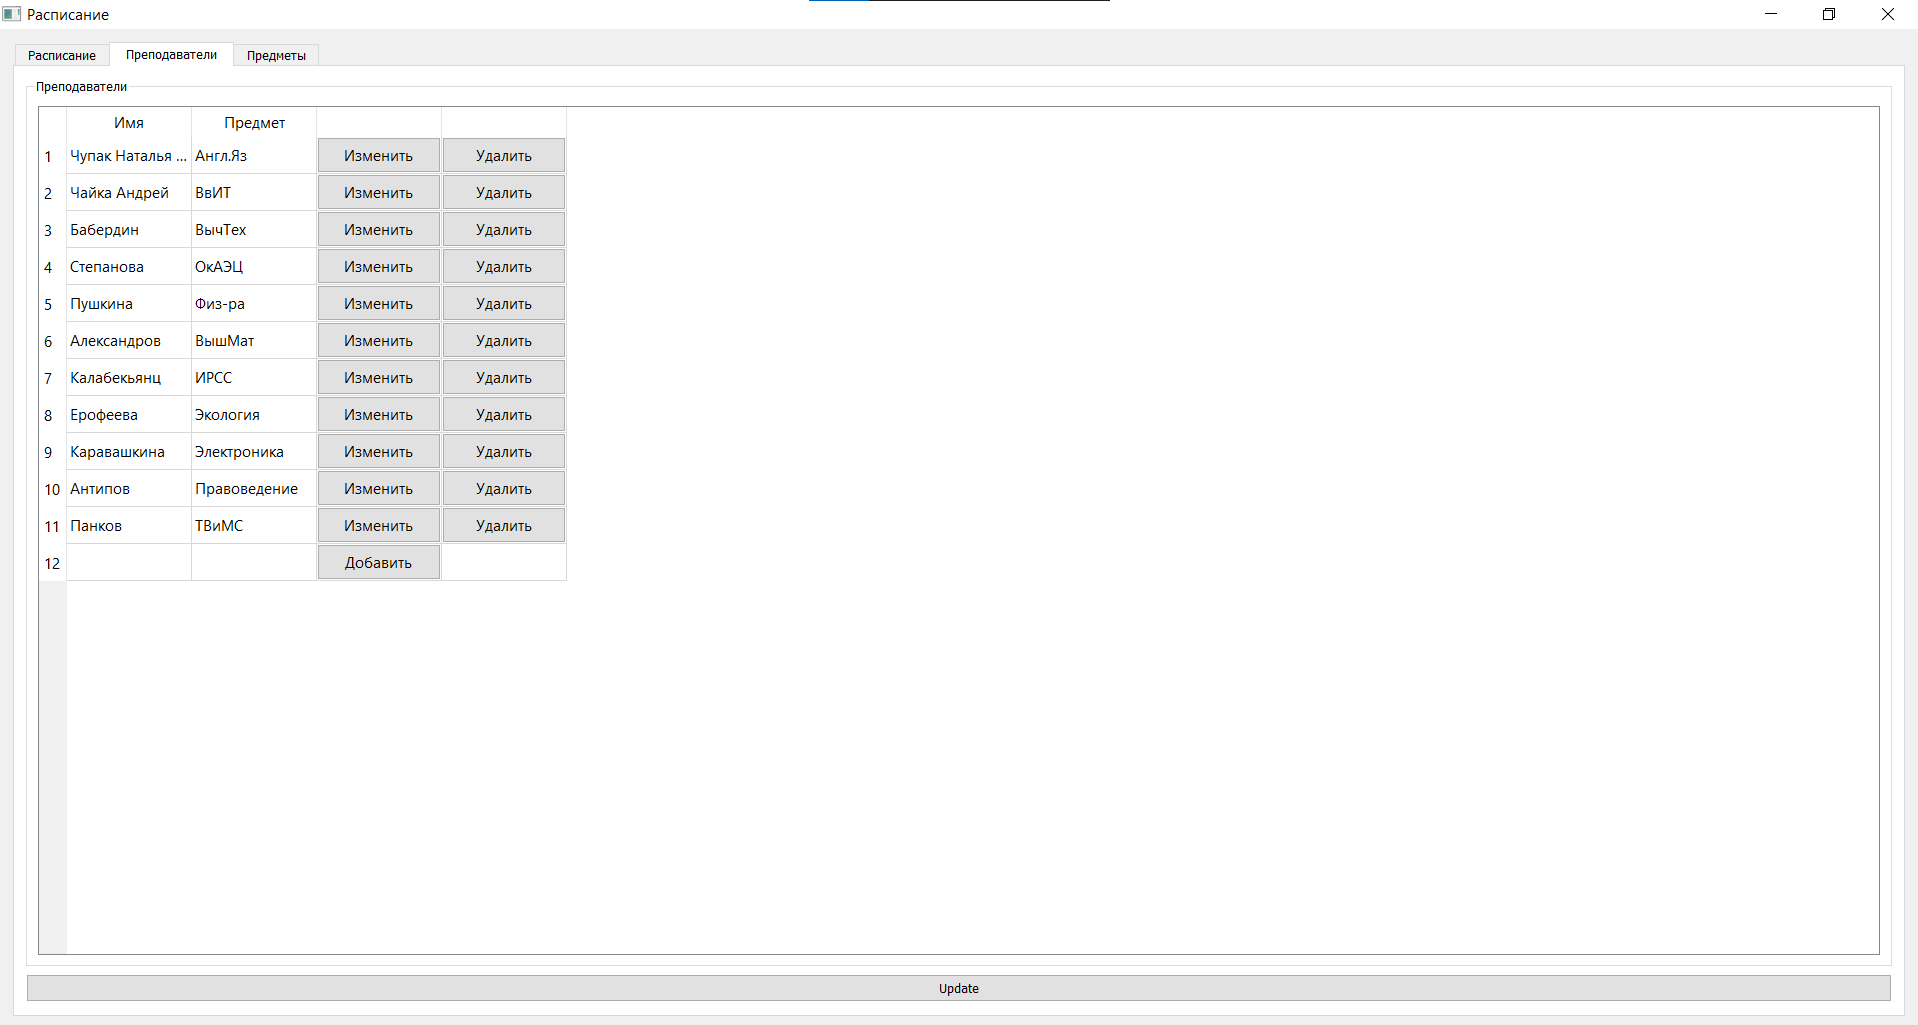 Расписание
Расписание Преподаватели Предметы
Преподаватели
Имя Предмет
1 Чупак Наталья ... Англ.Яз Изменить Удалить
2 Чайка Андрей ВвИТ Изменить Удалить
3 Бабердин ВычТех Изменить Удалить
4 Степанова ОкАЭЦ Изменить Удалить
5 Пушкина Физ-ра Изменить Удалить
6 Александров ВышМат Изменить Удалить
7 Калабекьянц ИРСС Изменить Удалить
8 Ерофеева Экология Изменить Удалить
9 Каравашкина Электроника Изменить Удалить
10 Антипов Правоведение Изменить Удалить
11 Панков ТВиМС Изменить Удалить
12 Добавить
Update